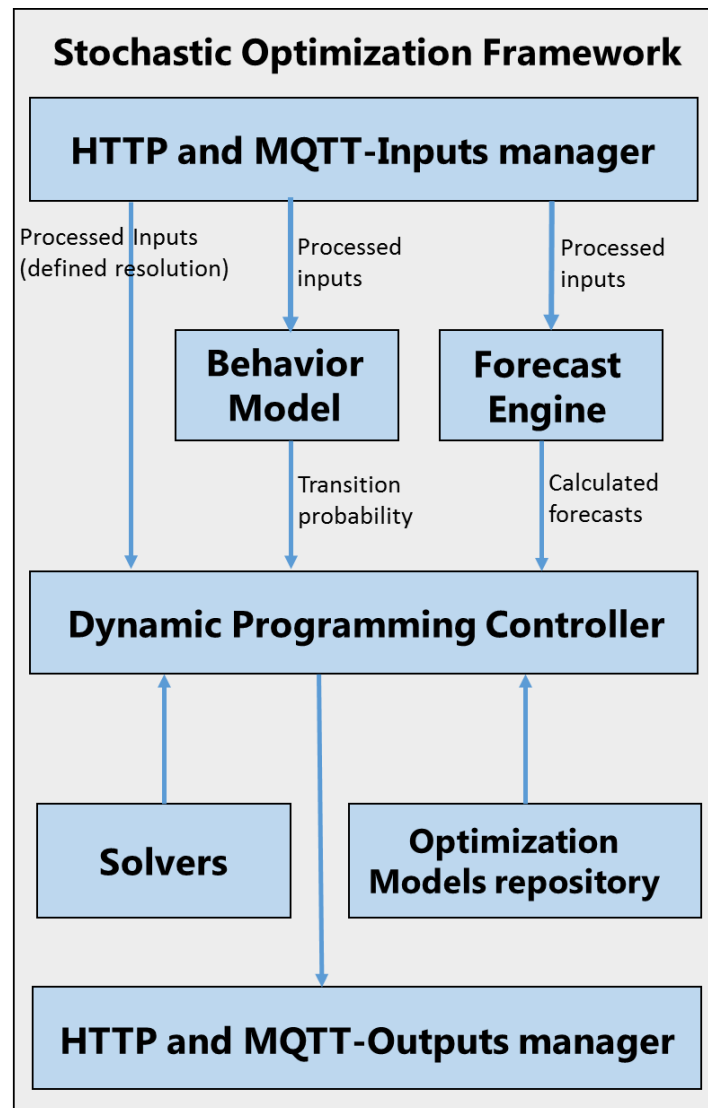 Stochastic Optimization Framework
HTTP and MQTT-Inputs manager
Processed Inputs
(defined resolution)
Processed
inputs
Processed
inputs
Behavior
Model
Forecast
Engine
Transition
probability
Calculated
forecasts
Dynamic Programming Controller
Solvers
Optimization
Models repository
HTTP and MQTT-Outputs manager